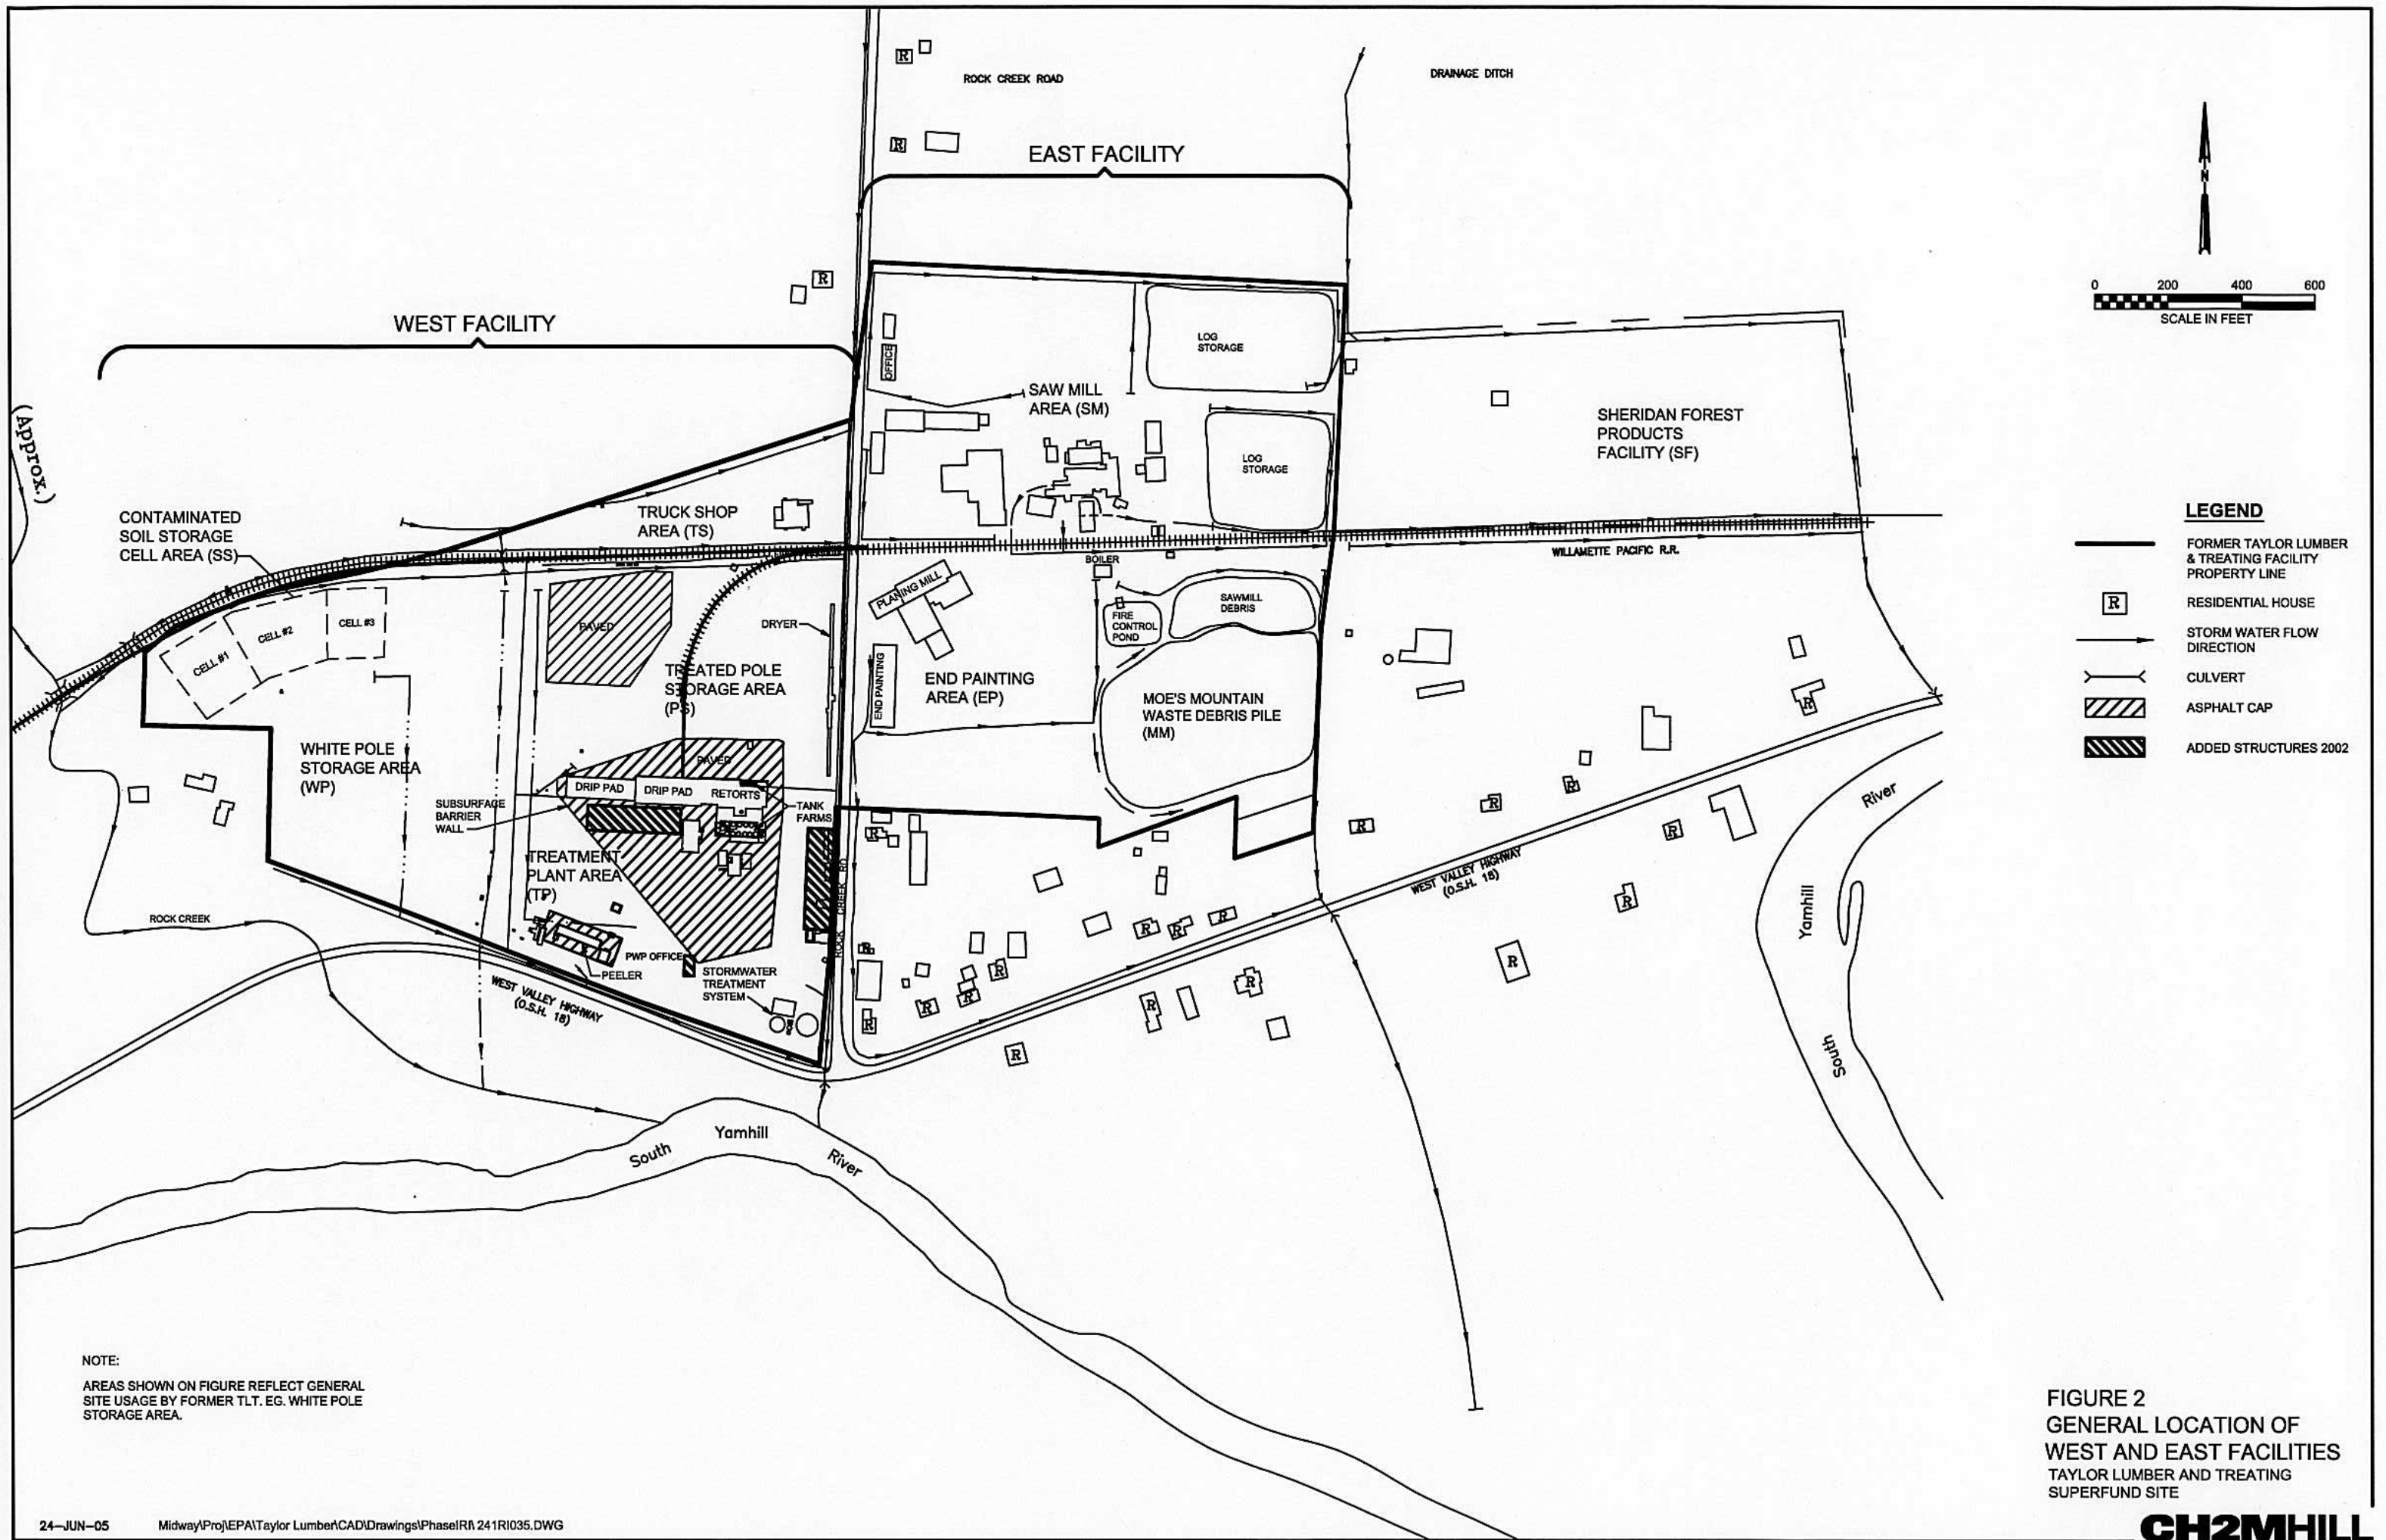 R
ROCK CREEK ROAD
DRAINAGE DITCH
R
EAST FACILITY
N
R
0 200 400 600
SCALE IN FEET
WEST FACILITY
LOG
STORAGE
OFFICE
SAW MILL
AREA (SM)
(Approx.)
SHERIDAN FOREST
PRODUCTS
FACILITY (SF)
LOG
STORAGE
CONTAMINATED
SOIL STORAGE
CELL AREA (SS)
TRUCK SHOP
AREA (TS)
LEGEND
FORMER TAYLOR LUMBER
& TREATING FACILITY
PROPERTY LINE
R
RESIDENTIAL HOUSE
STORM WATER FLOW
DIRECTION
CULVERT
ASPHALT CAP
ADDED STRUCTURES 2002
WILLAMETTE PACIFIC R.R.
BOILER
PLANING MILL
SAWMILL
DEBRIS
FIRE
CONTROL
POND
CELL #1
CELL #2
CELL #3
PAVED
DRYER
TREATED POLE
STORAGE AREA
(PS)
END PAINTING
END PAINTING
AREA (EP)
MOE'S MOUNTAIN
WASTE DEBRIS PILE
(MM)
R
WHITE POLE
STORAGE AREA
(WP)
PAVED
DRIP PAD
DRIP PAD
RETORTS
TANK
FARMS
SUBSURFACE
BARRIER
WALL
R
R
R
R
R
River
TREATMENT
PLANT AREA
(TP)
ROCK CREEK RD
WEST VALLEY HIGHWAY
(O.S.H. 18)
R
Yamhill
South
ROCK CREEK
R
R
R
R
R
PWP OFFICE
PEELER
STORMWATER
TREATMENT
SYSTEM
WEST VALLEY HIGHWAY
(O.S.H. 18)
R
R
R
R
R
R
R
South
Yamhill
River
NOTE:
AREAS SHOWN ON FIGURE REFLECT GENERAL
SITE USAGE BY FORMER TLT. EG. WHITE POLE
STORAGE AREA.
FIGURE 2
GENERAL LOCATION OF
WEST AND EAST FACILITIES
TAYLOR LUMBER AND TREATING
SUPERFUND SITE
24-JUN-05
Midway\Proj\EPA\Taylor Lumber\CAD\Drawings\PhaseIRI\ 241RI035.DWG
CH2MHILL